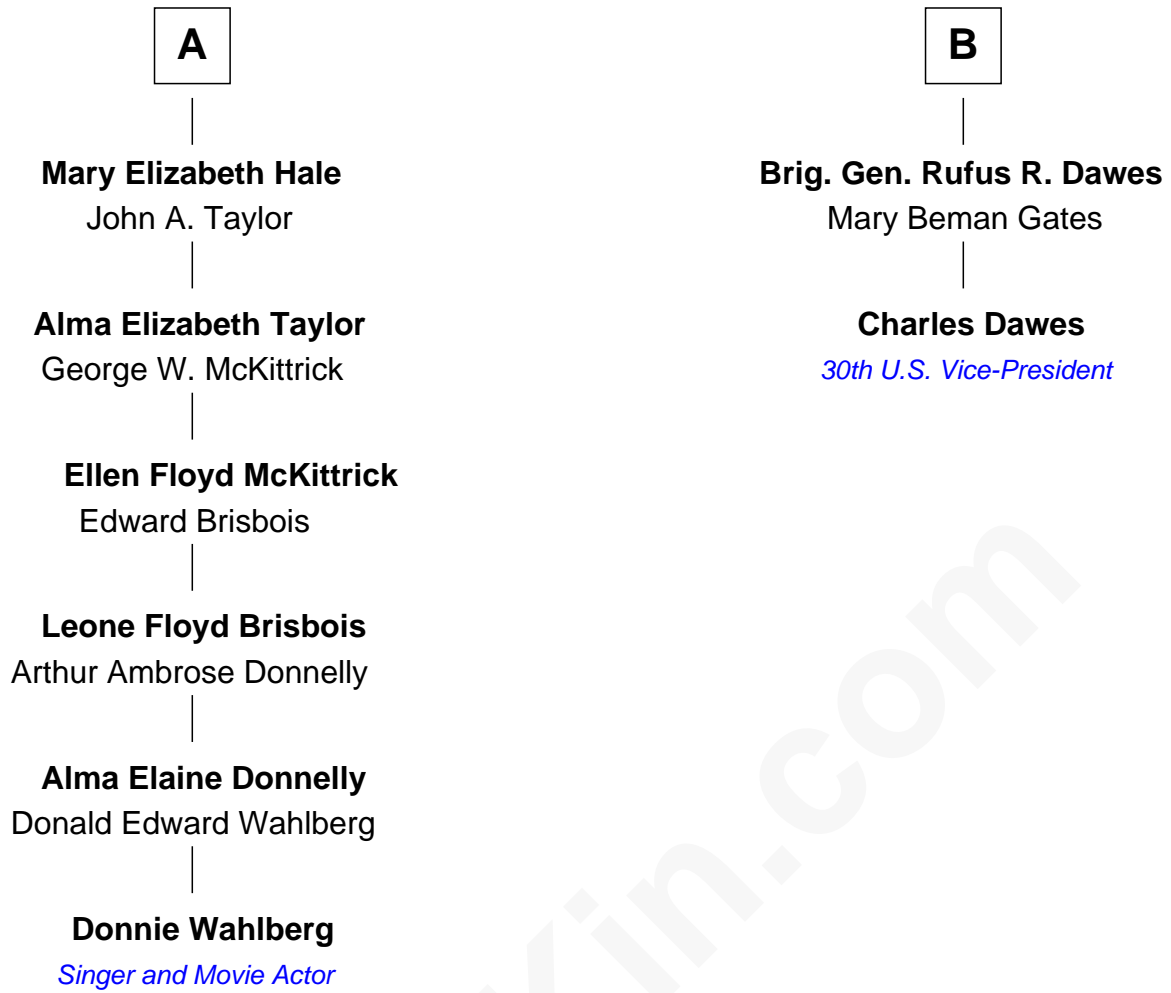 A
Mary Elizabeth Hale
John A. Taylor
Alma Elizabeth Taylor
George W. McKittrick
Ellen Floyd McKittrick
Edward Brisbois
Leone Floyd Brisbois
Arthur Ambrose Donnelly
Alma Elaine Donnelly
Donald Edward Wahlberg
Donnie Wahlberg
Singer and Movie Actor
B
Brig. Gen. Rufus R. Dawes
Mary Beman Gates
Charles Dawes
30th U.S. Vice-President
Kin.com